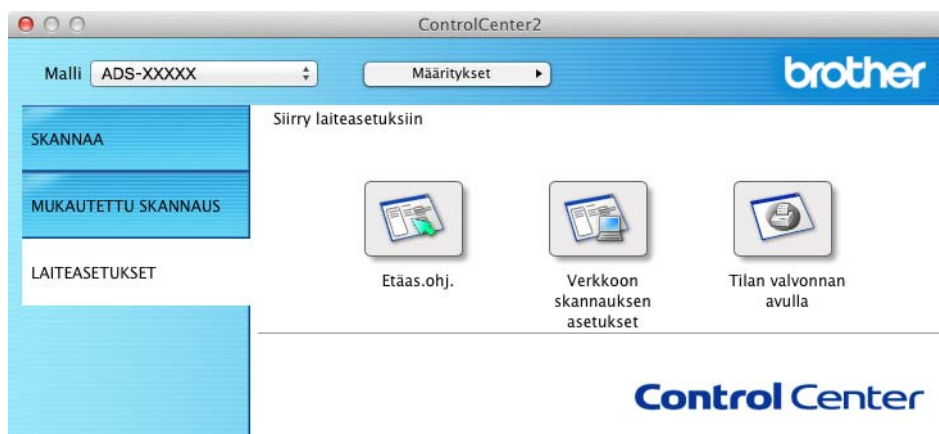 ControlCenter2
Malli ADS-XXXXX Määritykset brother
SKANNAA
MUKAUTETTU SKANNAUS
LAITEASETUKSET
Siirry laiteasetuksiin
Etäas.ohj.
Verkkoon
skannauksen
asetukset
Tilan valvonnan
avulla
Control Center